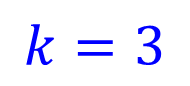 k = 3